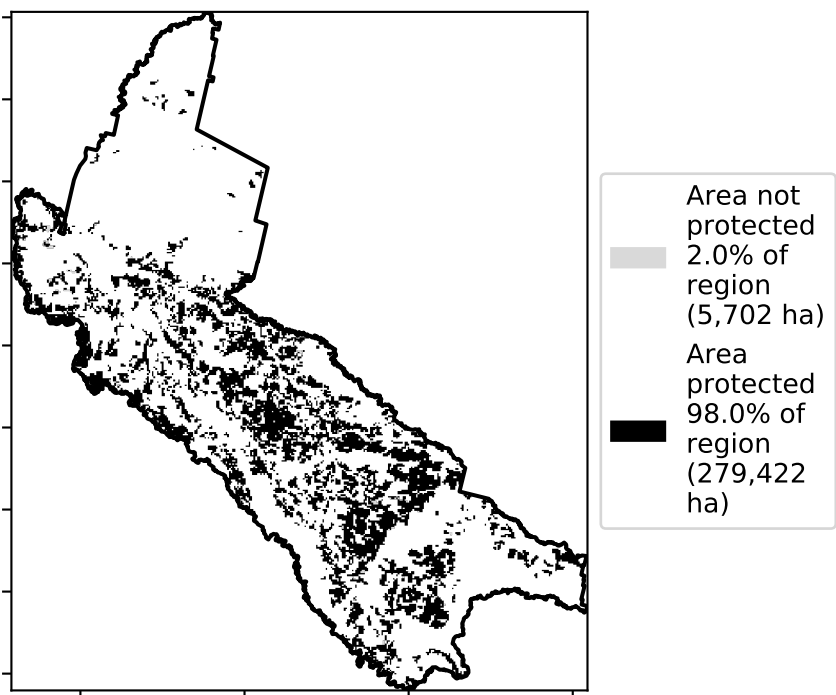 Area not
protected
2.0% of
region
(5,702 ha)
Area
protected
98.0% of
region
(279,422
ha)